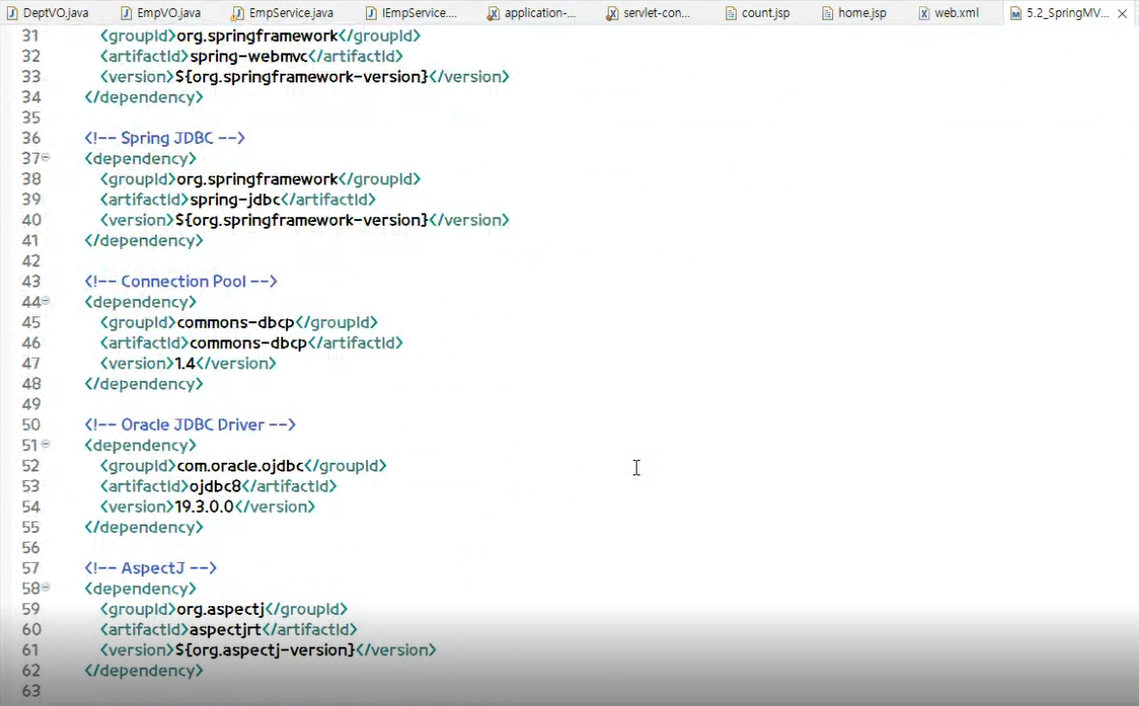 DeptVO.java EmpVO.java EmpService.java IEmpService.... application-... servlet-con... count.jsp home.jsp web.xml 5.2_SpringMV...
31 <groupId>org.springframework</groupId>
32 <artifactId>spring-webmvc</artifactId>
33 <version>${org.springframework-version}</version>
34 </dependency>
35
36 <!-- Spring JDBC -->
37 <dependency>
38 <groupId>org.springframework</groupId>
39 <artifactId>spring-jdbc</artifactId>
40 <version>${org.springframework-version}</version>
41 </dependency>
42
43 <!-- Connection Pool -->
44 <dependency>
45 <groupId>commons-dbcp</groupId>
46 <artifactId>commons-dbcp</artifactId>
47 <version>1.4</version>
48 </dependency>
49
50 <!-- Oracle JDBC Driver -->
51 <dependency>
52 <groupId>com.oracle.ojdbc</groupId>
53 <artifactId>ojdbc8</artifactId>
54 <version>19.3.0.0</version>
55 </dependency>
56
57 <!-- AspectJ -->
58 <dependency>
59 <groupId>org.aspectj</groupId>
60 <artifactId>aspectjrt</artifactId>
61 <version>${org.aspectj-version}</version>
62 </dependency>
63